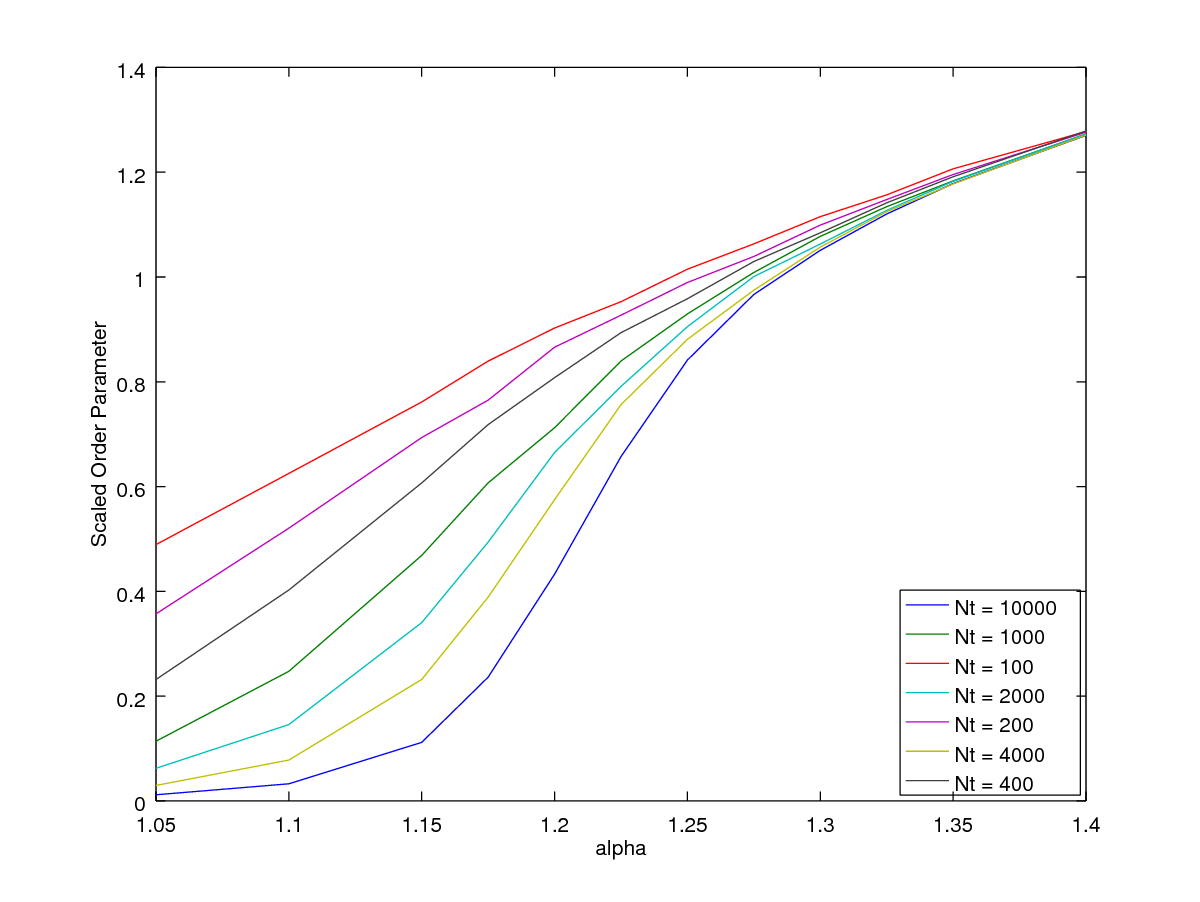 1.4
1.2
1
0.8
0.6
0.4
0.2
0
Scaled Order Parameter
1.05
1.1
1.15
1.2
1.25
1.3
1.35
1.4
alpha
Nt = 10000
Nt = 1000
Nt = 100
Nt = 2000
Nt = 200
Nt = 4000
Nt = 400